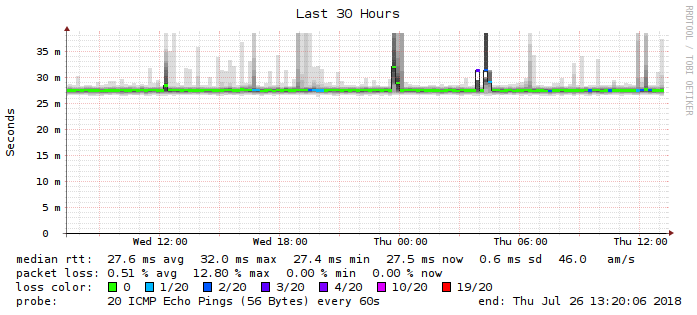 Last 30 Hours
RRDTOOL / TOBI OETIKER
Seconds
35 m
30 m
25 m
20 m
15 m
10 m
5 m
0
Wed 12:00 Wed 18:00 Thu 00:00 Thu 06:00 Thu 12:00
median rtt: 27.6 ms avg 32.0 ms max 27.4 ms min 27.5 ms now 0.6 ms sd 46.0 am/s
packet loss: 0.51 % avg 12.80 % max 0.00 % min 0.00 % now
loss color: 0 1/20 2/20 3/20 4/20 10/20 19/20
probe: 20 ICMP Echo Pings (56 Bytes) every 60s end: Thu Jul 26 13:20:06 2018